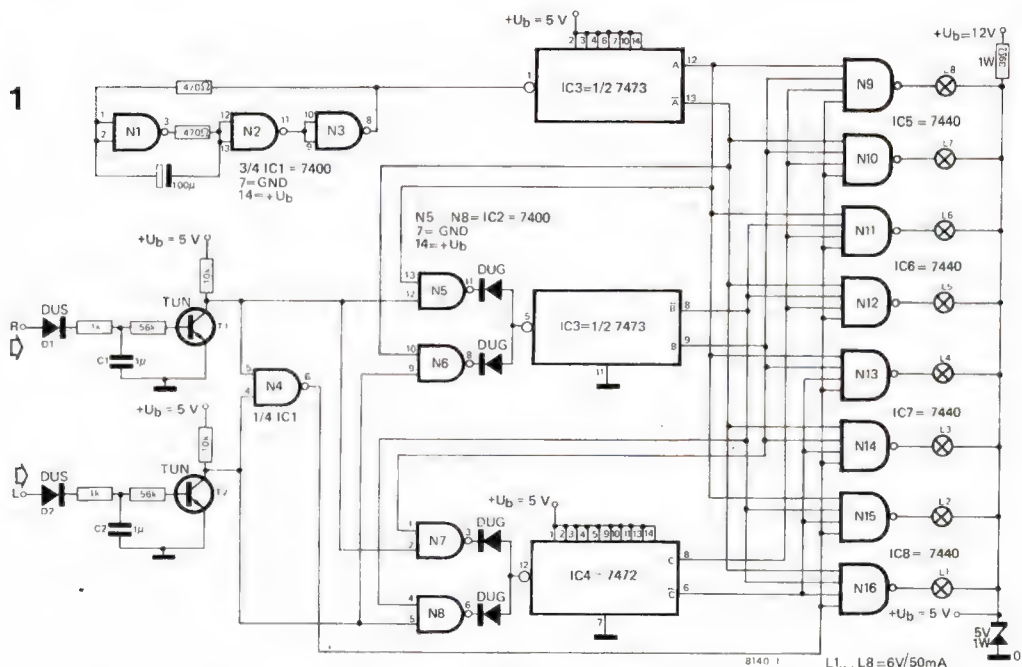 1
+Ub = 5 V
2 3 4 6 7 10 14
1
IC3=1/2 7473
A 12
A̅ 13
470Ω
1
2
N1
3
470Ω
12
13
N2
11
10
9
N3
8
100µ
3/4 IC1 = 7400
7= GND
14= +Ub
+Ub=12V
1W
39Ω
N9
L8
IC5 = 7440
N10
L7
N11
L6
IC6 = 7440
N12
L5
N13
L4
IC7 = 7440
N14
L3
N15
L2
IC8 = 7440
N16
L1
+Ub = 5 V
5V
1W
0
N5 N8= IC2 = 7400
7= GND
14=+Ub
13
12
N5
11
DUG
10
9
N6
8
DUG
5
IC3=1/2 7473
B̅ 8
B 9
11
+Ub = 5 V
10k
TUN
T1
DUS
R
D1
1k
56k
C1
1µ
5
4
N4
6
1/4 IC1
+Ub = 5 V
10k
TUN
T2
DUS
L
D2
1k
56k
C2
1µ
1
2
N7
3
DUG
4
5
N8
6
DUG
+Ub = 5 V
1 2 3 4 5 9 10 11 13 14
12
IC4 - 7472
C 8
C̅ 6
7
8140 1
L1...L8=6V/50mA